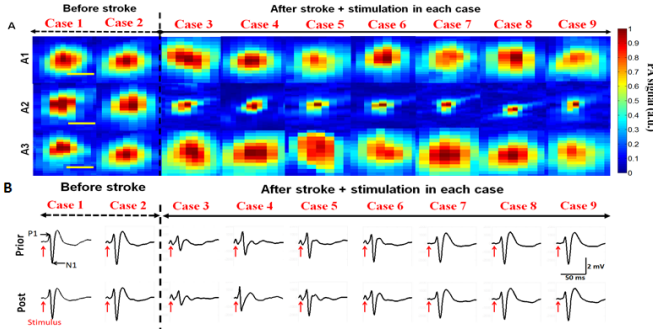 Before stroke After stroke + stimulation in each case
Case 1 Case 2 Case 3 Case 4 Case 5 Case 6 Case 7 Case 8 Case 9
A
A1
A2
A3
1
0.9
0.8
0.7
0.6
0.5
0.4
0.3
0.2
0.1
0
PA signal (a.u.)
B
Before stroke After stroke + stimulation in each case
Case 1 Case 2 Case 3 Case 4 Case 5 Case 6 Case 7 Case 8 Case 9
Prior
P1
N1
2 mV
50 ms
Post
Stimulus